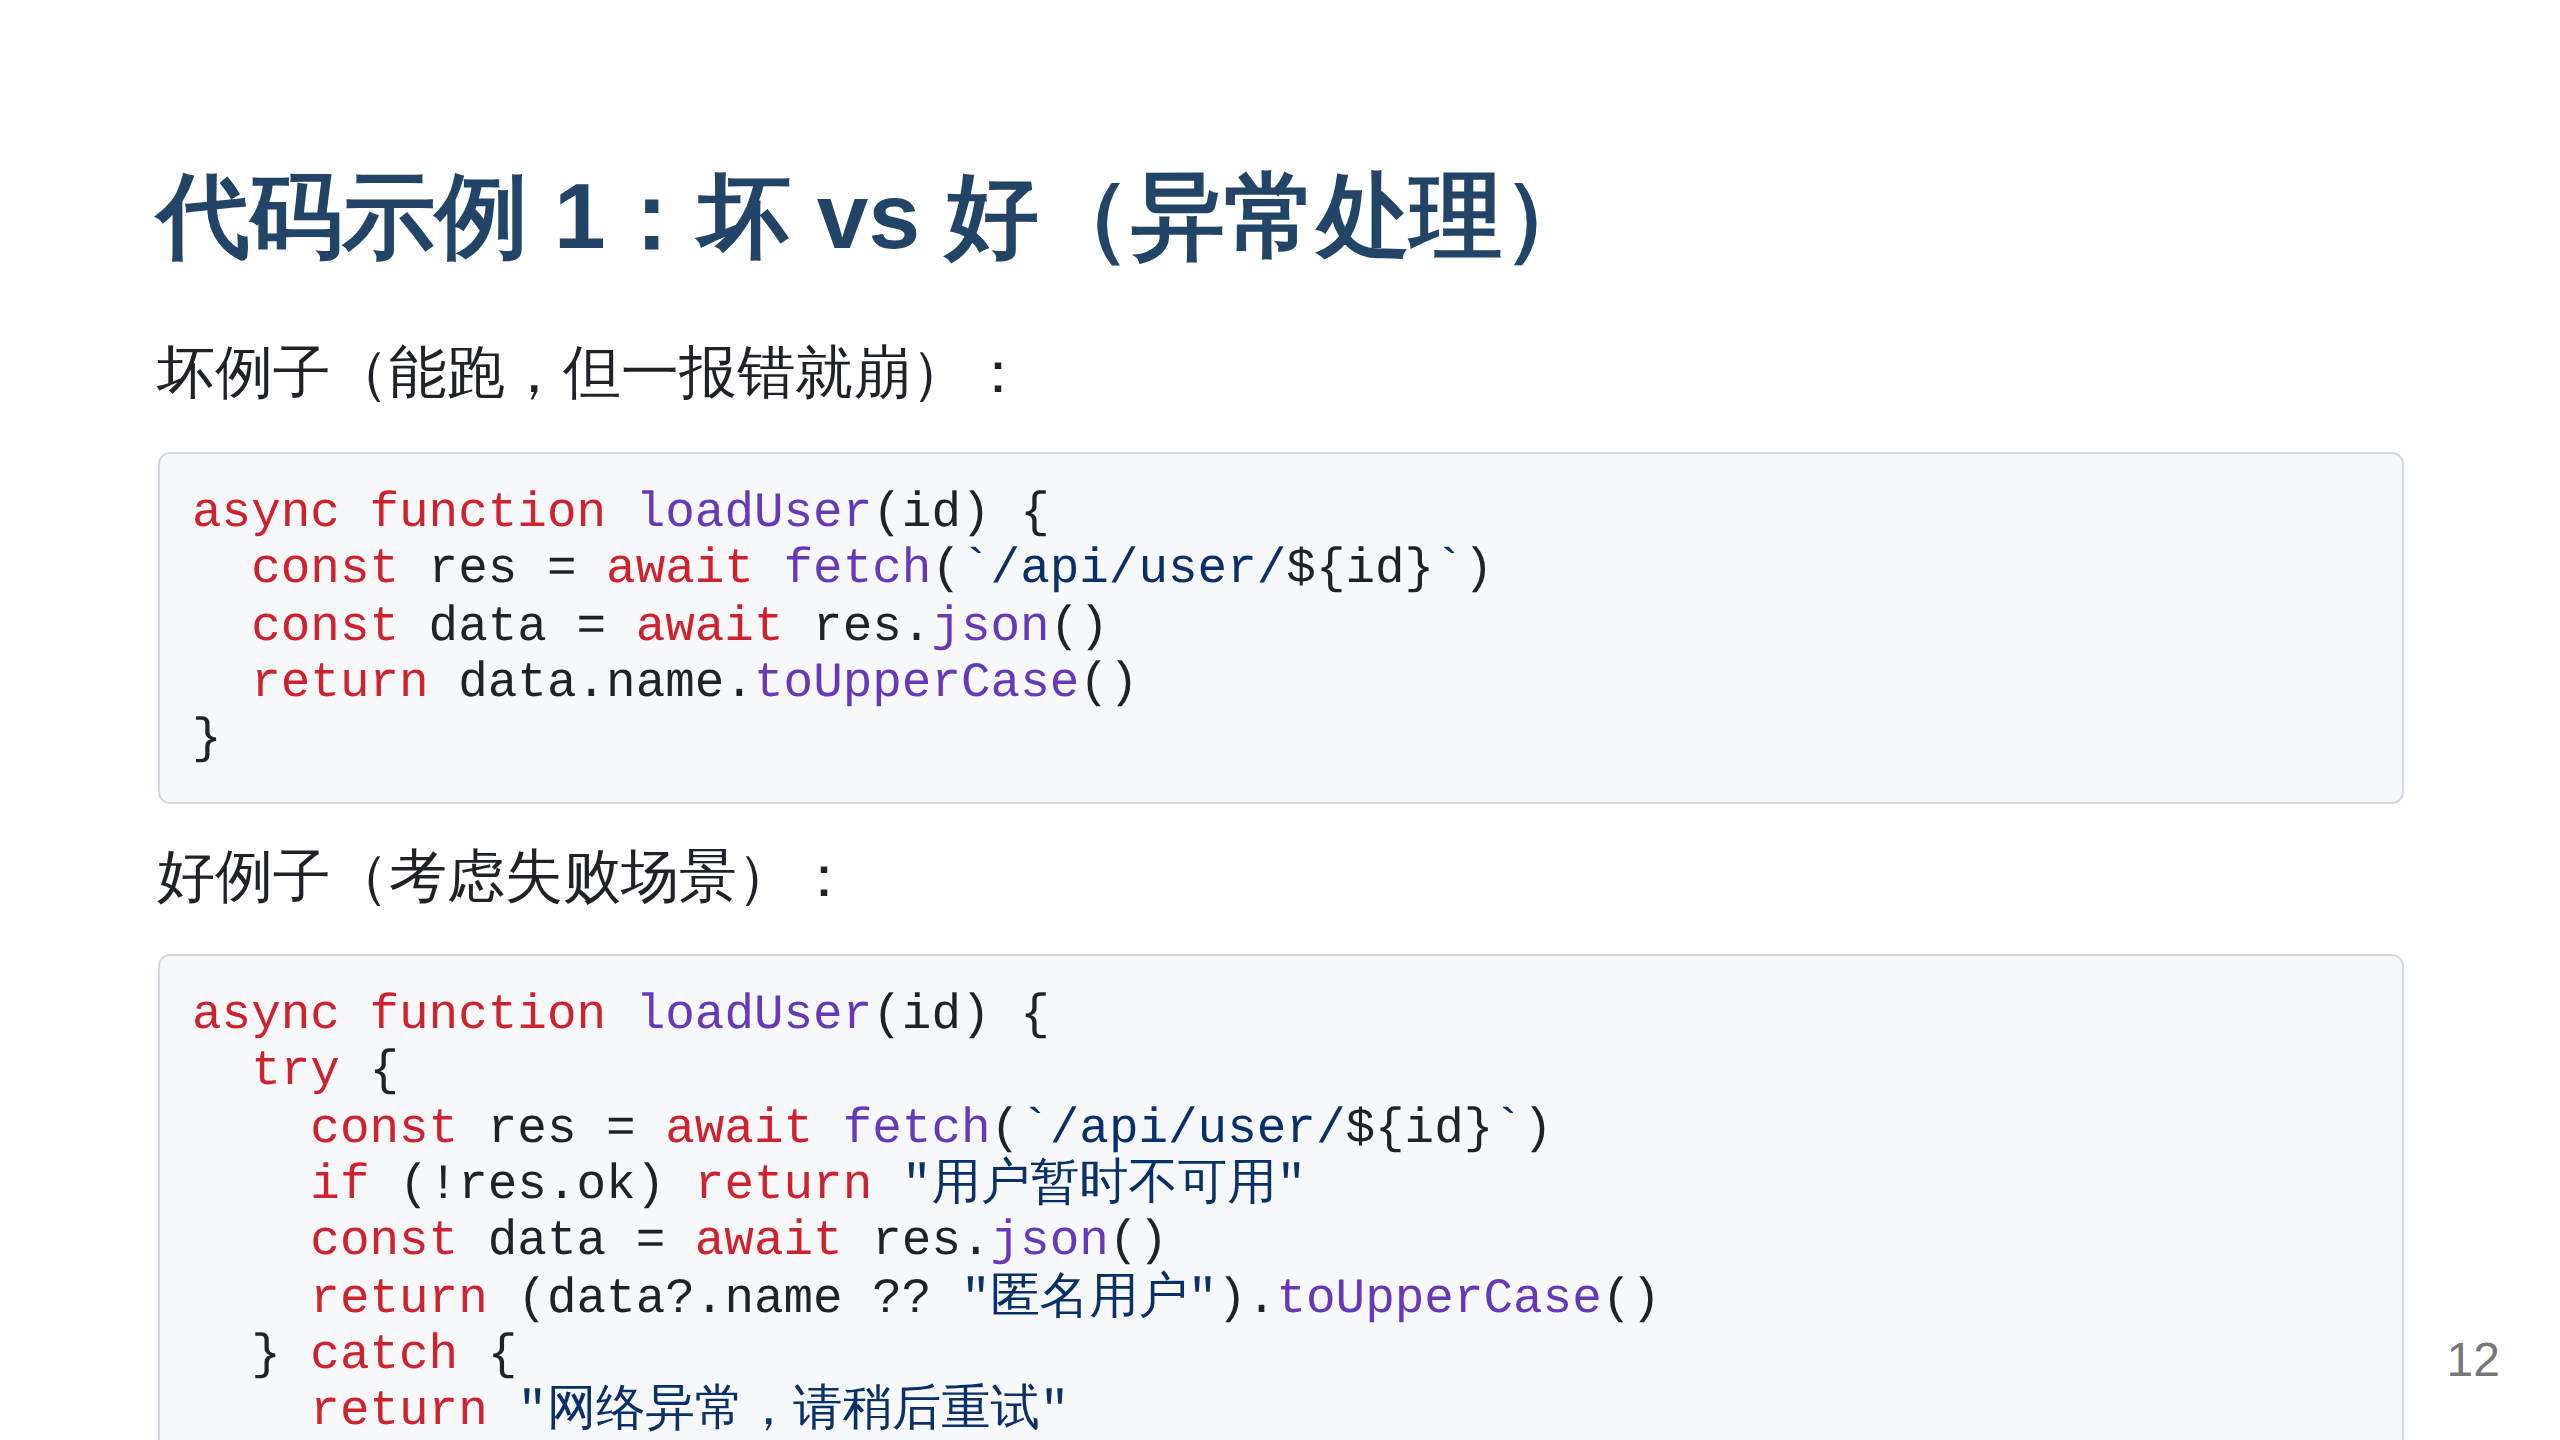 代码示例 1：坏 vs 好（异常处理）
坏例子（能跑，但一报错就崩）：
async function loadUser(id) {
  const res = await fetch(`/api/user/${id}`)
  const data = await res.json()
  return data.name.toUpperCase()
}
好例子（考虑失败场景）：
async function loadUser(id) {
  try {
    const res = await fetch(`/api/user/${id}`)
    if (!res.ok) return "用户暂时不可用"
    const data = await res.json()
    return (data?.name ?? "匿名用户").toUpperCase()
  } catch {
    return "网络异常，请稍后重试"
12